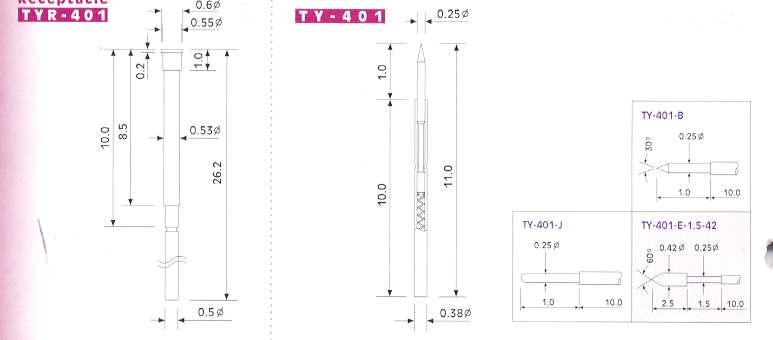 Receptacle
TYR-401
0.6Ø
0.55Ø
0.2
1.0
10.0
8.5
0.53Ø
26.2
0.5Ø
TY-401
0.25Ø
1.0
10.0
11.0
0.38Ø
TY-401-B
30°
0.25Ø
1.0
10.0
TY-401-J
0.25Ø
1.0
10.0
TY-401-E-1.5-42
60°
0.42Ø
0.25Ø
2.5
1.5
10.0